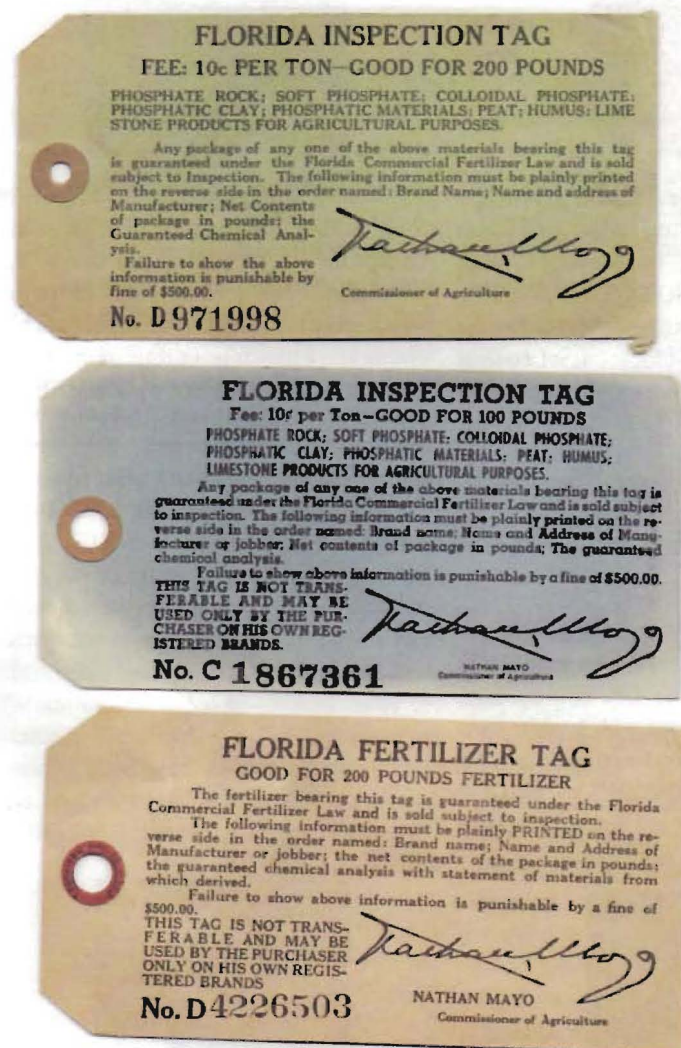 FLORIDA INSPECTION TAG
FEE: 10c PER TON—GOOD FOR 200 POUNDS
PHOSPHATE ROCK; SOFT PHOSPHATE; COLLOIDAL PHOSPHATE;
PHOSPHATIC CLAY; PHOSPHATIC MATERIALS; PEAT; HUMUS; LIME
STONE PRODUCTS FOR AGRICULTURAL PURPOSES.
Any package of any one of the above materials bearing this tag
is guaranteed under the Florida Commercial Fertilizer Law and is sold
subject to Inspection. The following information must be plainly printed
on the reverse side in the order named: Brand Name; Name and address of
Manufacturer; Net Contents
of package in pounds; the
Guaranteed Chemical Anal-
ysis.
Failure to show the above
information is punishable by
fine of $500.00.
Nathan Mayo
Commissioner of Agriculture
No. D 971998
FLORIDA INSPECTION TAG
Fee: 10¢ per Ton—GOOD FOR 100 POUNDS
PHOSPHATE ROCK; SOFT PHOSPHATE; COLLOIDAL PHOSPHATE;
PHOSPHATIC CLAY; PHOSPHATIC MATERIALS; PEAT; HUMUS;
LIMESTONE PRODUCTS FOR AGRICULTURAL PURPOSES.
Any package of any one of the above materials bearing this tag is
guaranteed under the Florida Commercial Fertilizer Law and is sold subject
to inspection. The following information must be plainly printed on the re-
verse side in the order named: Brand name; Name and Address of Manu-
facturer or jobber; Net contents of package in pounds; The guaranteed
chemical analysis.
Failure to show above information is punishable by a fine of $500.00.
THIS TAG IS NOT TRANS-
FERABLE AND MAY BE
USED ONLY BY THE PUR-
CHASER ON HIS OWN REG-
ISTERED BRANDS.
Nathan Mayo
NATHAN MAYO
Commissioner of Agriculture
No. C 1867361
FLORIDA FERTILIZER TAG
GOOD FOR 200 POUNDS FERTILIZER
The fertilizer bearing this tag is guaranteed under the Florida
Commercial Fertilizer Law and is sold subject to inspection.
The following information must be plainly PRINTED on the re-
verse side in the order named: Brand name; Name and Address of
Manufacturer or jobber; the net contents of the package in pounds;
the guaranteed chemical analysis with statement of materials from
which derived.
Failure to show above information is punishable by a fine of
$500.00.
THIS TAG IS NOT TRANS-
FERABLE AND MAY BE
USED BY THE PURCHASER
ONLY ON HIS OWN REGIS-
TERED BRANDS
Nathan Mayo
NATHAN MAYO
Commissioner of Agriculture
No. D 4226503